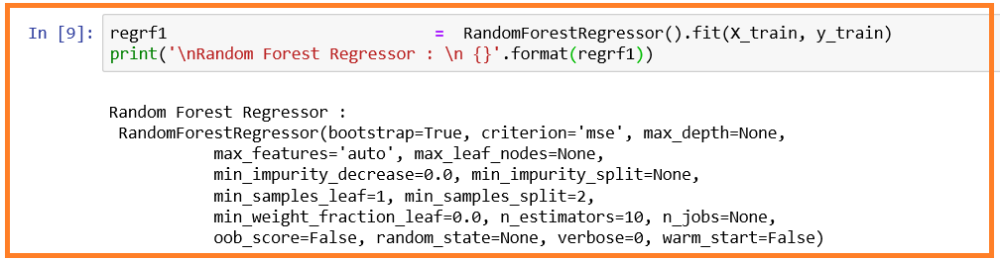 In [9]: regrf1 = RandomForestRegressor().fit(X_train, y_train)
print('\nRandom Forest Regressor : \n {}'.format(regrf1))
Random Forest Regressor :
RandomForestRegressor(bootstrap=True, criterion='mse', max_depth=None,
max_features='auto', max_leaf_nodes=None,
min_impurity_decrease=0.0, min_impurity_split=None,
min_samples_leaf=1, min_samples_split=2,
min_weight_fraction_leaf=0.0, n_estimators=10, n_jobs=None,
oob_score=False, random_state=None, verbose=0, warm_start=False)